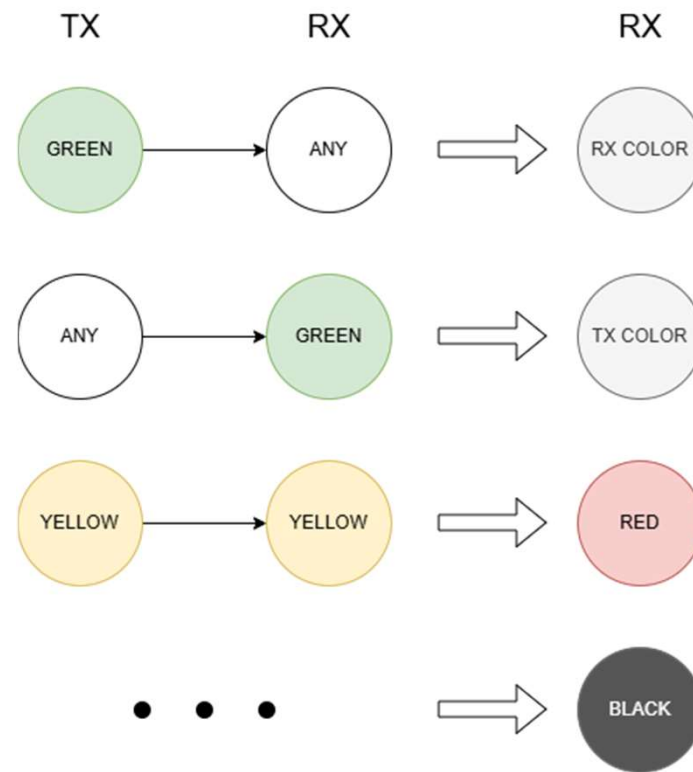 TX RX RX
GREEN ANY RX COLOR
ANY GREEN TX COLOR
YELLOW YELLOW RED
BLACK